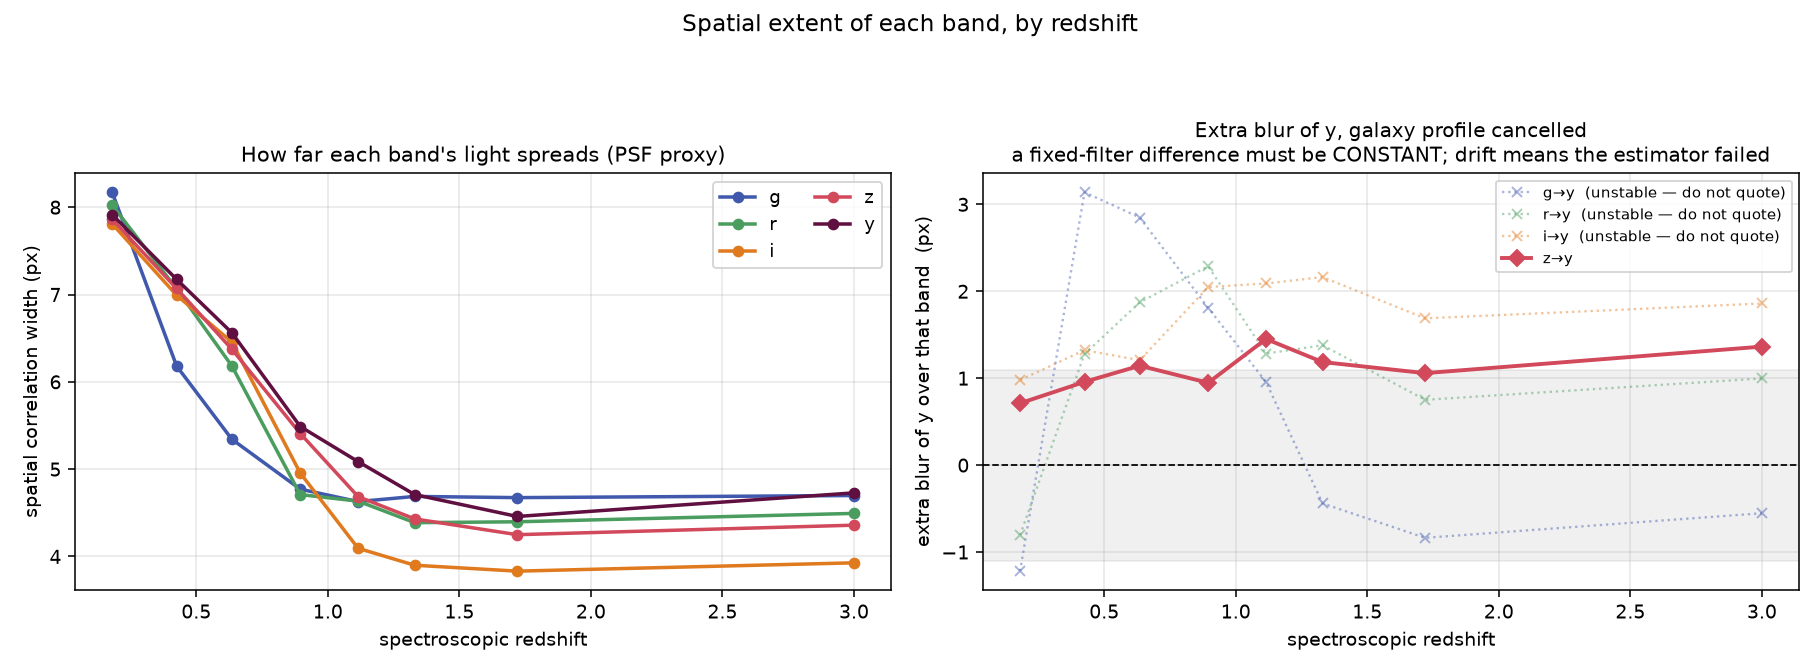 Spatial extent of each band, by redshift
How far each band's light spreads (PSF proxy)
spatial correlation width (px)
8
7
6
5
4
g
r
i
z
y
0.5
1.0
1.5
2.0
2.5
3.0
spectroscopic redshift
Extra blur of y, galaxy profile cancelled
a fixed-filter difference must be CONSTANT; drift means the estimator failed
extra blur of y over that band (px)
3
2
1
0
−1
g→y (unstable — do not quote)
r→y (unstable — do not quote)
i→y (unstable — do not quote)
z→y
0.5
1.0
1.5
2.0
2.5
3.0
spectroscopic redshift